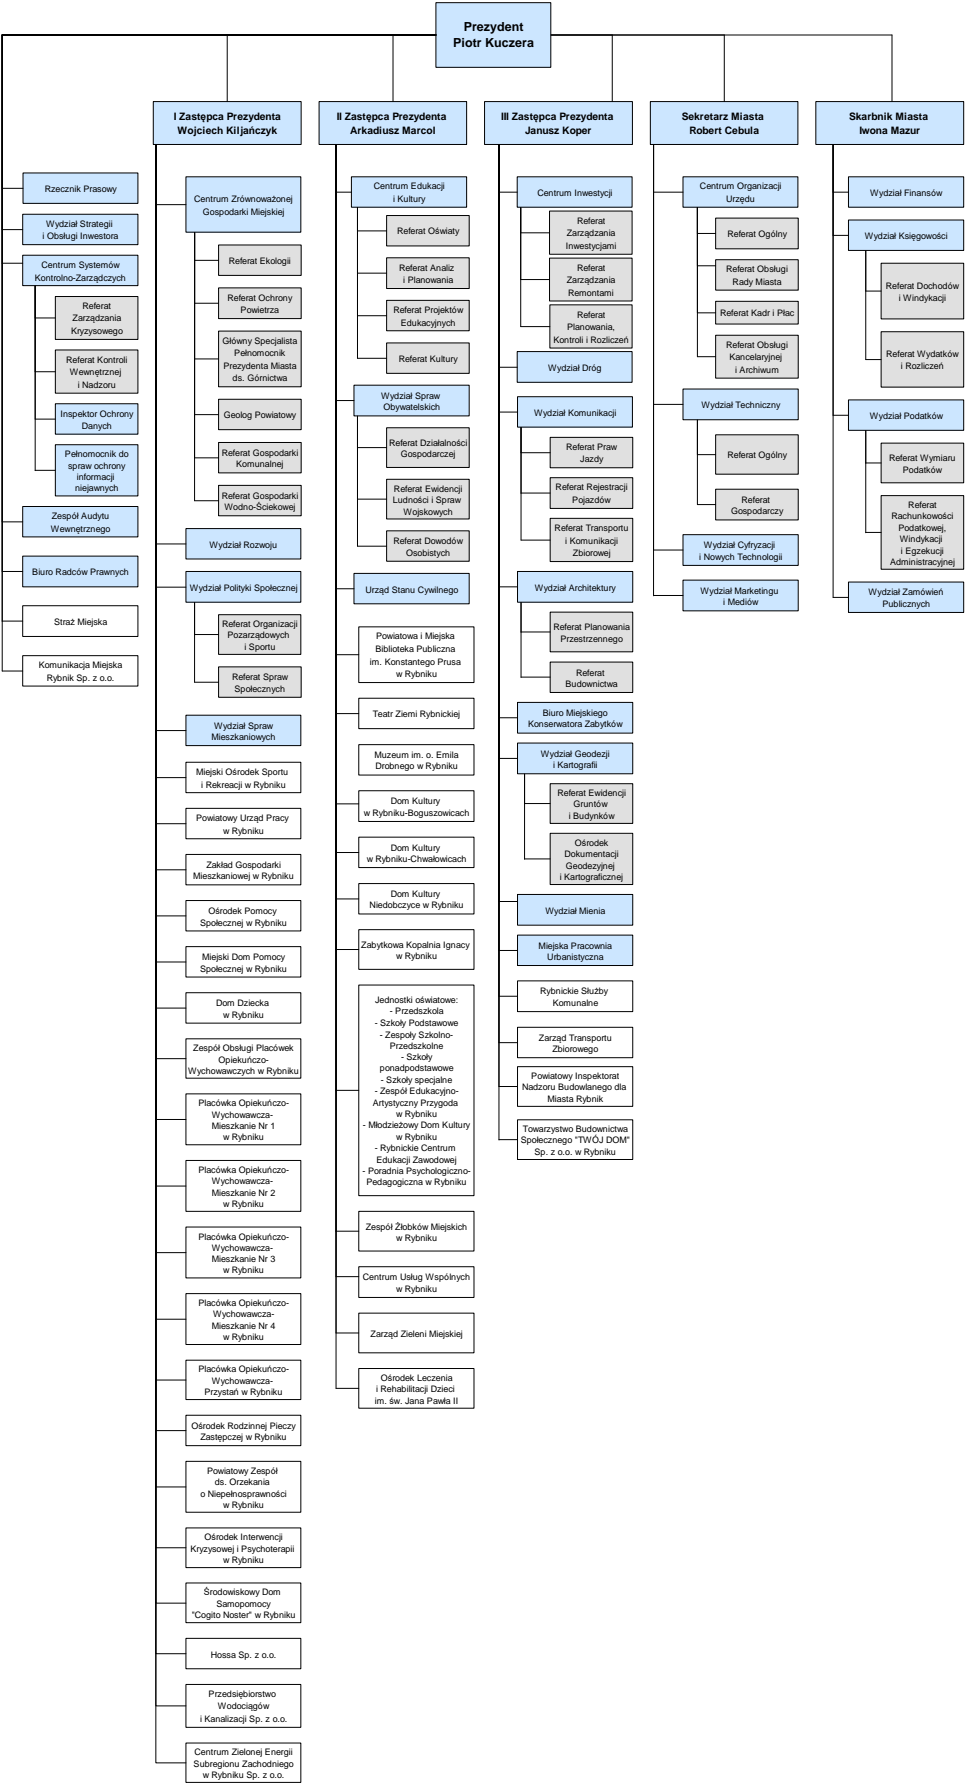 Prezydent
Piotr Kuczera
Rzecznik Prasowy
Wydział Strategii
i Obsługi Inwestora
Centrum Systemów
Kontrolno-Zarządczych
Referat
Zarządzania
Kryzysowego
Referat Kontroli
Wewnętrznej
i Nadzoru
Inspektor Ochrony
Danych
Pełnomocnik do
spraw ochrony
informacji
niejawnych
Zespół Audytu
Wewnętrznego
Biuro Radców Prawnych
Straż Miejska
Komunikacja Miejska
Rybnik Sp. z o.o.
I Zastępca Prezydenta
Wojciech Kiljańczyk
Centrum Zrównoważonej
Gospodarki Miejskiej
Referat Ekologii
Referat Ochrony
Powietrza
Główny Specjalista
Pełnomocnik
Prezydenta Miasta
ds. Górnictwa
Geolog Powiatowy
Referat Gospodarki
Komunalnej
Referat Gospodarki
Wodno-Ściekowej
Wydział Rozwoju
Wydział Polityki Społecznej
Referat Organizacji
Pozarządowych
i Sportu
Referat Spraw
Społecznych
Wydział Spraw
Mieszkaniowych
Miejski Ośrodek Sportu
i Rekreacji w Rybniku
Powiatowy Urząd Pracy
w Rybniku
Zakład Gospodarki
Mieszkaniowej w Rybniku
Ośrodek Pomocy
Społecznej w Rybniku
Miejski Dom Pomocy
Społecznej w Rybniku
Dom Dziecka
w Rybniku
Zespół Obsługi Placówek
Opiekuńczo-
Wychowawczych w Rybniku
Placówka Opiekuńczo-
Wychowawcza-
Mieszkanie Nr 1
w Rybniku
Placówka Opiekuńczo-
Wychowawcza-
Mieszkanie Nr 2
w Rybniku
Placówka Opiekuńczo-
Wychowawcza-
Mieszkanie Nr 3
w Rybniku
Placówka Opiekuńczo-
Wychowawcza-
Mieszkanie Nr 4
w Rybniku
Placówka Opiekuńczo-
Wychowawcza-
Przystań w Rybniku
Ośrodek Rodzinnej Pieczy
Zastępczej w Rybniku
Powiatowy Zespół
ds. Orzekania
o Niepełnosprawności
w Rybniku
Ośrodek Interwencji
Kryzysowej i Psychoterapii
w Rybniku
Środowiskowy Dom
Samopomocy
"Cogito Noster" w Rybniku
Hossa Sp. z o.o.
Przedsiębiorstwo
Wodociągów
i Kanalizacji Sp. z o.o.
Centrum Zielonej Energii
Subregionu Zachodniego
w Rybniku Sp. z o.o.
II Zastępca Prezydenta
Arkadiusz Marcol
Centrum Edukacji
i Kultury
Referat Oświaty
Referat Analiz
i Planowania
Referat Projektów
Edukacyjnych
Referat Kultury
Wydział Spraw
Obywatelskich
Referat Działalności
Gospodarczej
Referat Ewidencji
Ludności i Spraw
Wojskowych
Referat Dowodów
Osobistych
Urząd Stanu Cywilnego
Powiatowa i Miejska
Biblioteka Publiczna
im. Konstantego Prusa
w Rybniku
Teatr Ziemi Rybnickiej
Muzeum im. o. Emila
Drobnego w Rybniku
Dom Kultury
w Rybniku-Boguszowicach
Dom Kultury
w Rybniku-Chwałowicach
Dom Kultury
Niedobczyce w Rybniku
Zabytkowa Kopalnia Ignacy
w Rybniku
Jednostki oświatowe:
- Przedszkola
- Szkoły Podstawowe
- Zespoły Szkolno-
Przedszkolne
- Szkoły
ponadpodstawowe
- Szkoły specjalne
- Zespół Edukacyjno-
Artystyczny Przygoda
w Rybniku
- Młodzieżowy Dom Kultury
w Rybniku
- Rybnickie Centrum
Edukacji Zawodowej
- Poradnia Psychologiczno-
Pedagogiczna w Rybniku
Zespół Żłobków Miejskich
w Rybniku
Centrum Usług Wspólnych
w Rybniku
Zarząd Zieleni Miejskiej
Ośrodek Leczenia
i Rehabilitacji Dzieci
im. św. Jana Pawła II
III Zastępca Prezydenta
Janusz Koper
Centrum Inwestycji
Referat
Zarządzania
Inwestycjami
Referat
Zarządzania
Remontami
Referat
Planowania,
Kontroli i Rozliczeń
Wydział Dróg
Wydział Komunikacji
Referat Praw
Jazdy
Referat Rejestracji
Pojazdów
Referat Transportu
i Komunikacji
Zbiorowej
Wydział Architektury
Referat Planowania
Przestrzennego
Referat
Budownictwa
Biuro Miejskiego
Konserwatora Zabytków
Wydział Geodezji
i Kartografii
Referat Ewidencji
Gruntów
i Budynków
Ośrodek
Dokumentacji
Geodezyjnej
i Kartograficznej
Wydział Mienia
Miejska Pracownia
Urbanistyczna
Rybnickie Służby
Komunalne
Zarząd Transportu
Zbiorowego
Powiatowy Inspektorat
Nadzoru Budowlanego dla
Miasta Rybnik
Towarzystwo Budownictwa
Społecznego "TWÓJ DOM"
Sp. z o.o. w Rybniku
Sekretarz Miasta
Robert Cebula
Centrum Organizacji
Urzędu
Referat Ogólny
Referat Obsługi
Rady Miasta
Referat Kadr i Płac
Referat Obsługi
Kancelaryjnej
i Archiwum
Wydział Techniczny
Referat Ogólny
Referat
Gospodarczy
Wydział Cyfryzacji
i Nowych Technologii
Wydział Marketingu
i Mediów
Skarbnik Miasta
Iwona Mazur
Wydział Finansów
Wydział Księgowości
Referat Dochodów
i Windykacji
Referat Wydatków
i Rozliczeń
Wydział Podatków
Referat Wymiaru
Podatków
Referat
Rachunkowości
Podatkowej,
Windykacji
i Egzekucji
Administracyjnej
Wydział Zamówień
Publicznych